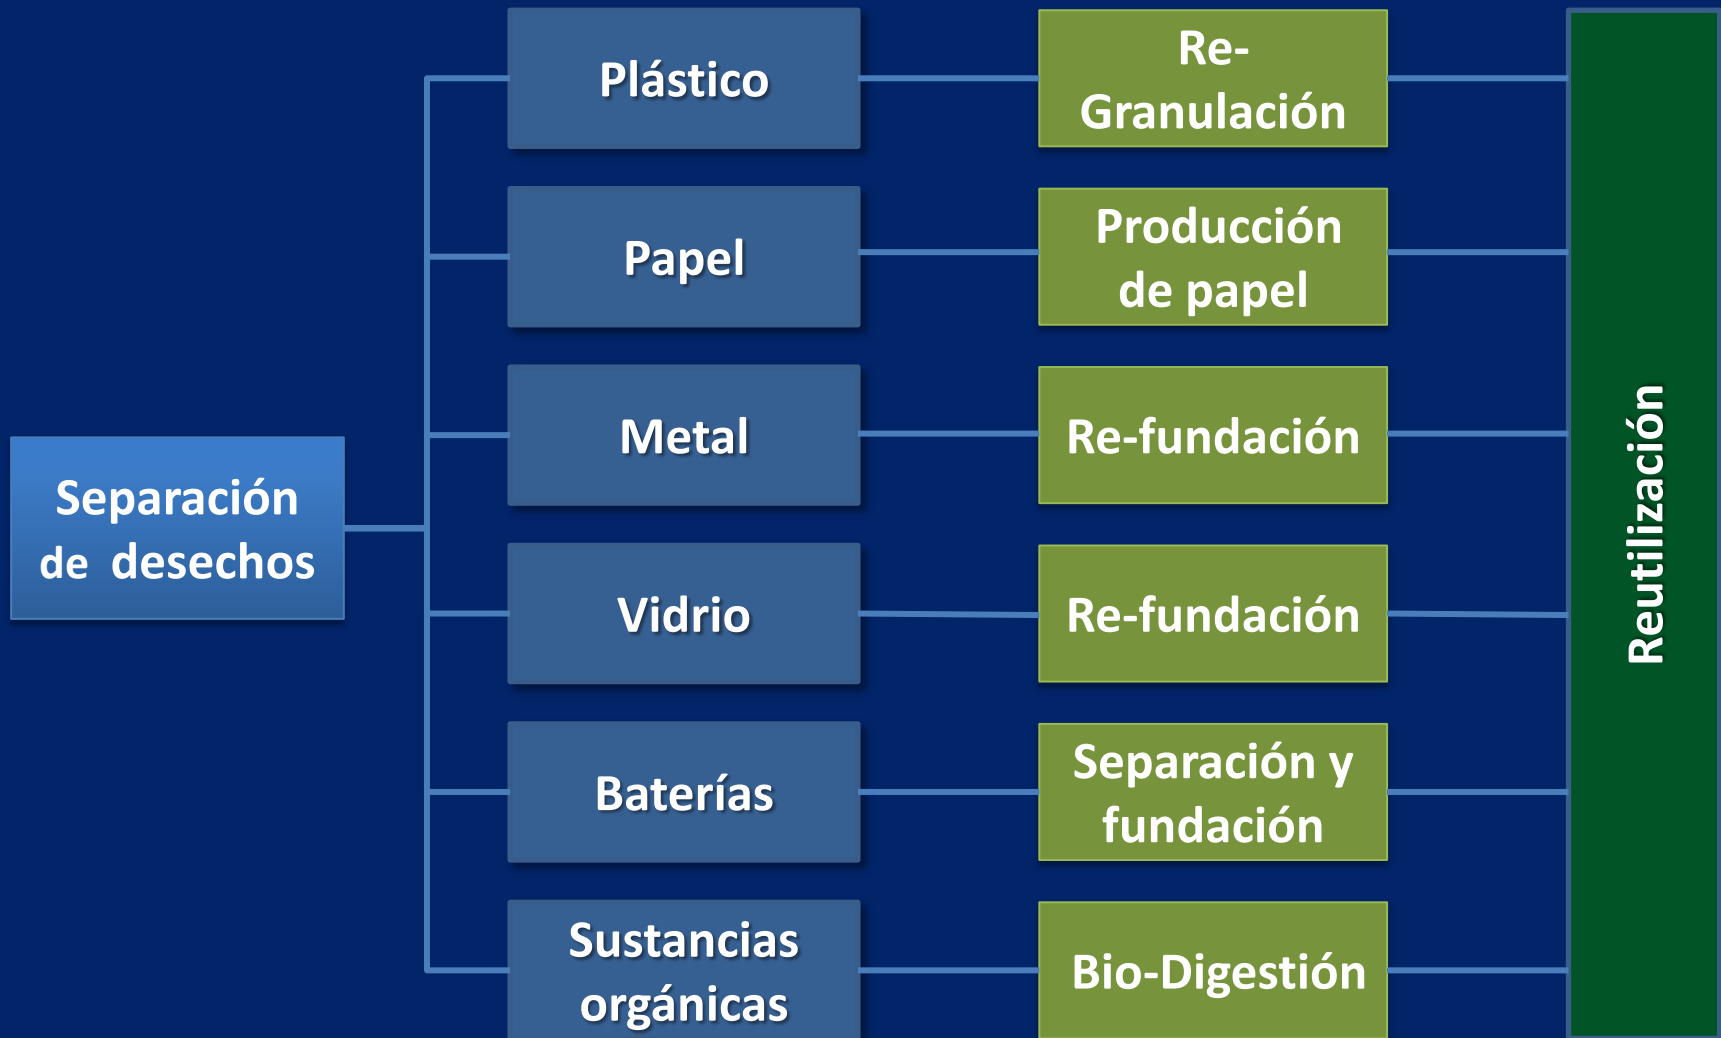 Separación
de desechos
Plástico
Re-
Granulación
Papel
Producción
de papel
Metal
Re-fundación
Vidrio
Re-fundación
Baterías
Separación y
fundación
Sustancias
orgánicas
Bio-Digestión
Reutilización